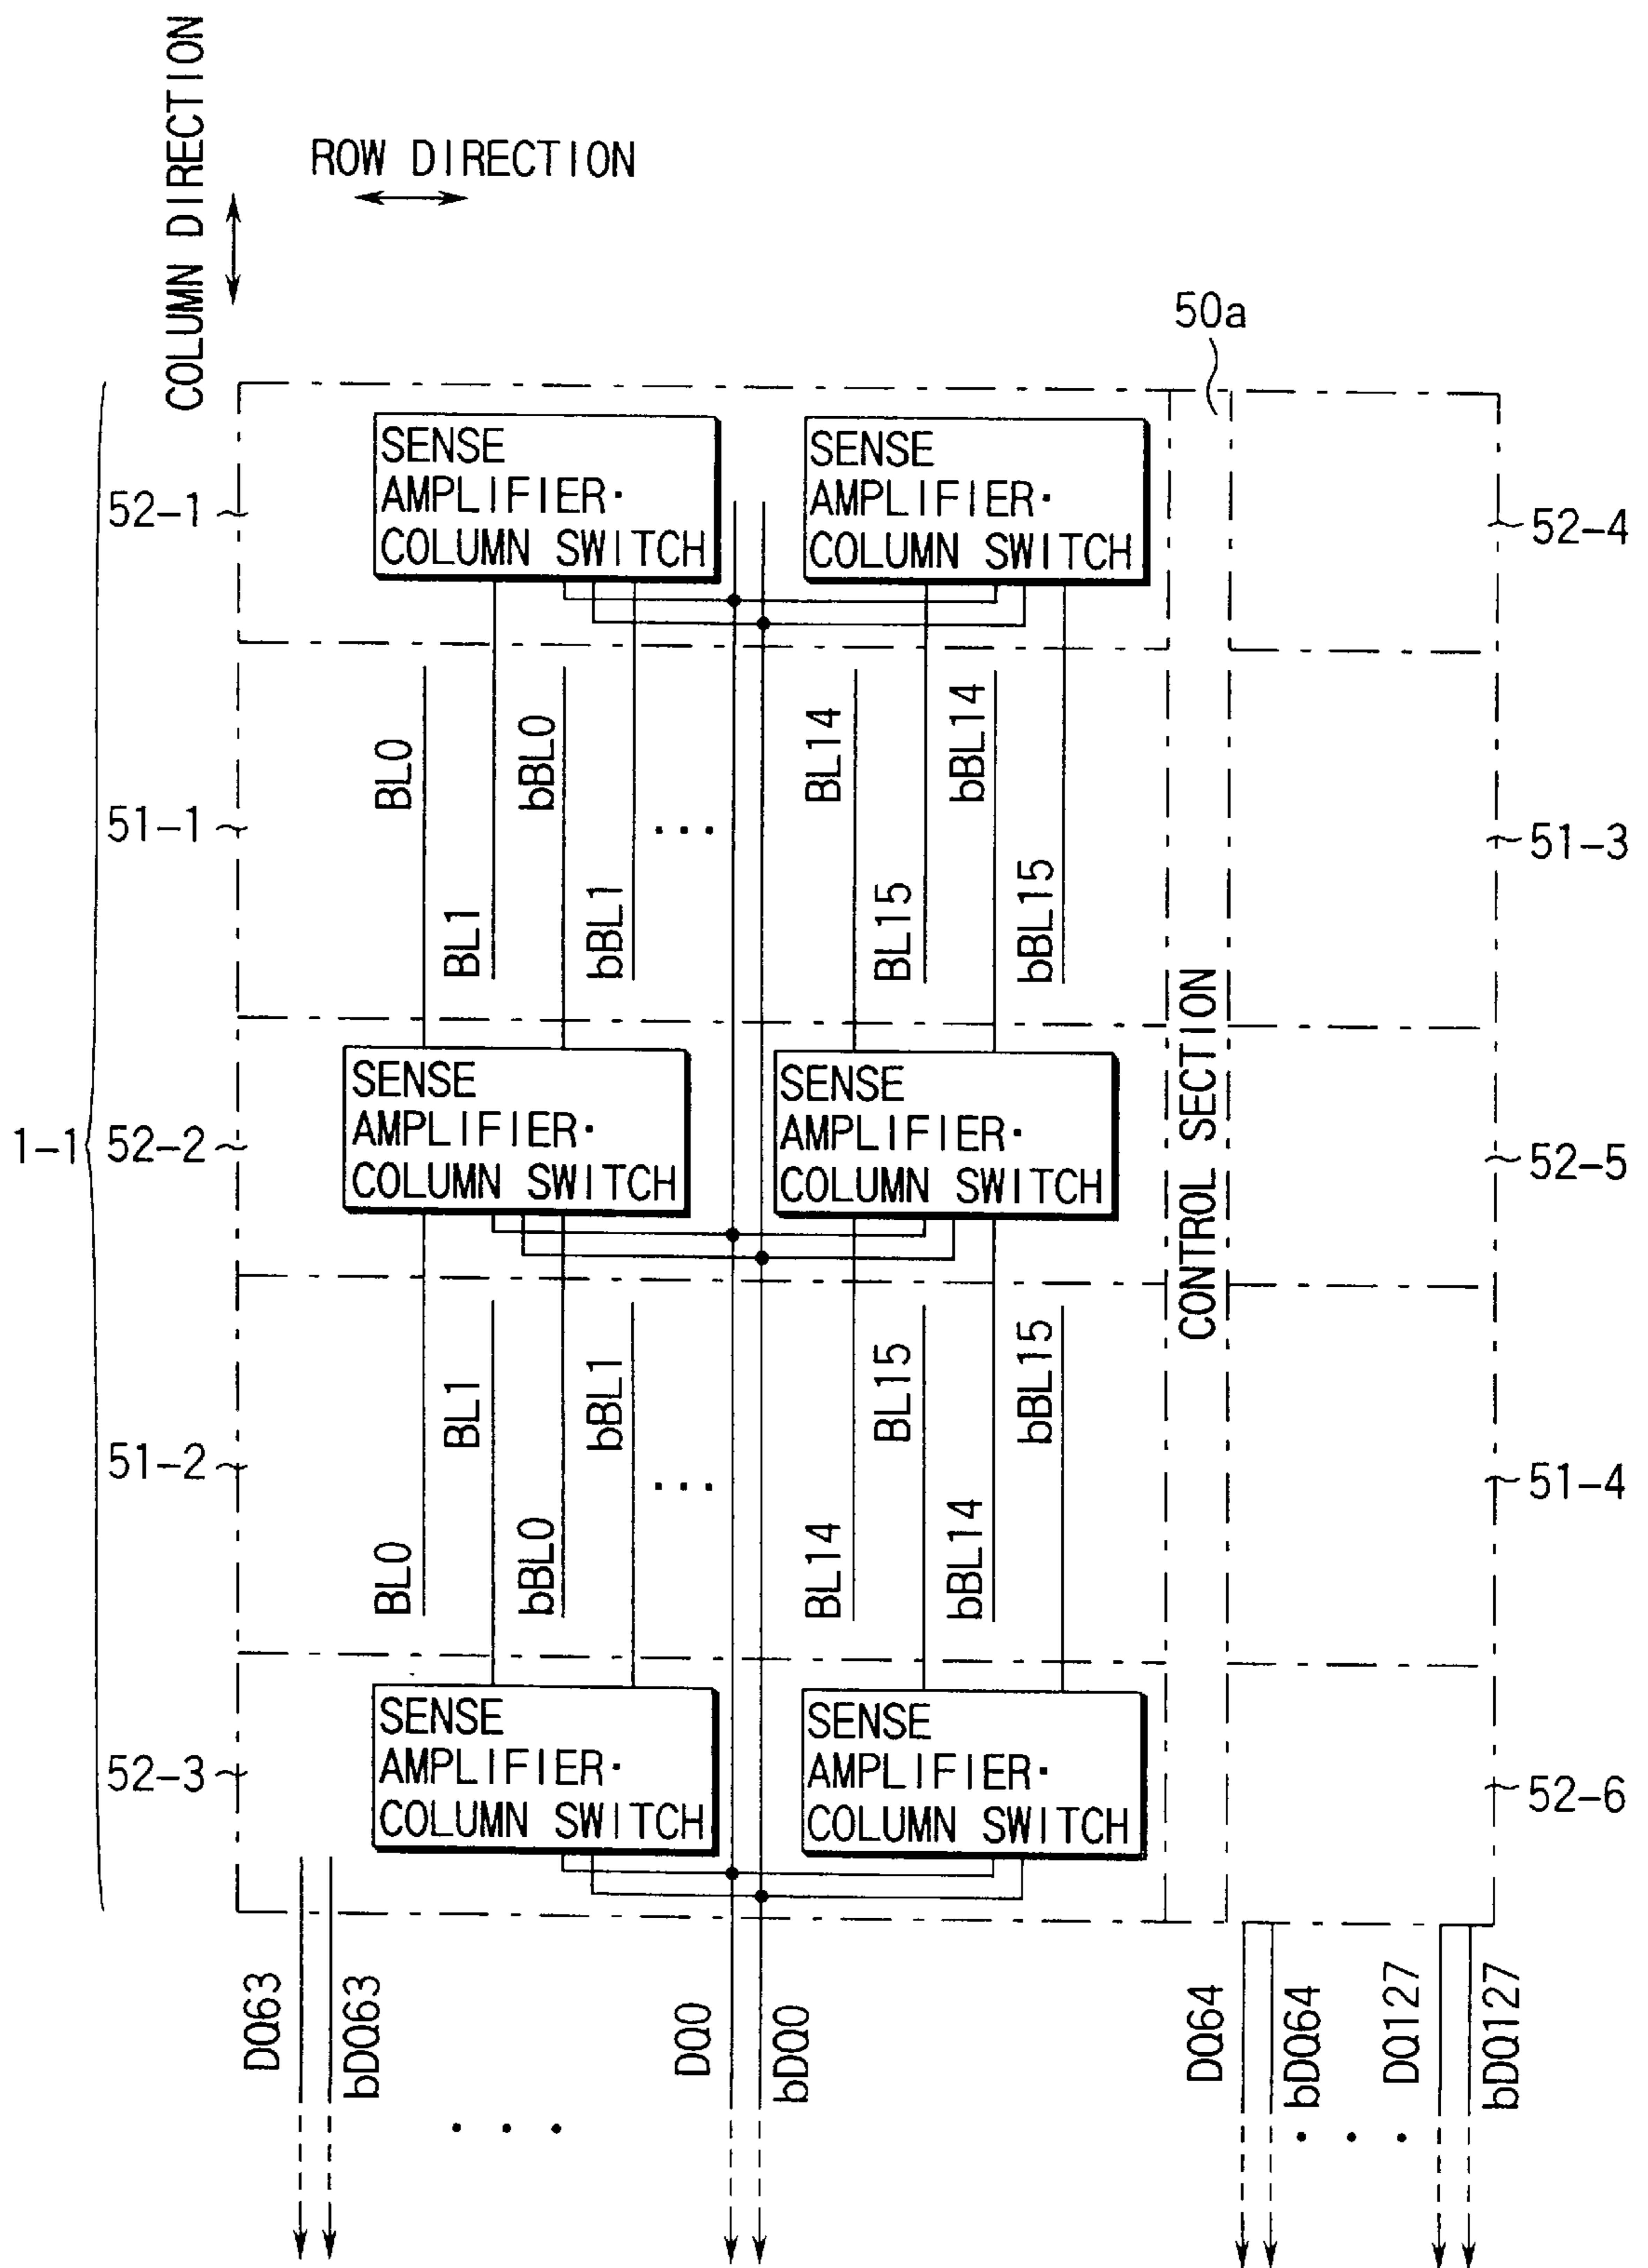 COLUMN DIRECTION
ROW DIRECTION
50a
SENSE
AMPLIFIER·
COLUMN SWITCH
SENSE
AMPLIFIER·
COLUMN SWITCH
52-1
52-4
BL0
bBL0
BL14
bBL14
51-1
...
51-3
BL1
bBL1
BL15
bBL15
CONTROL SECTION
SENSE
AMPLIFIER·
COLUMN SWITCH
SENSE
AMPLIFIER·
COLUMN SWITCH
1-1
52-2
52-5
BL1
bBL1
BL15
bBL15
51-2
...
51-4
BL0
bBL0
BL14
bBL14
SENSE
AMPLIFIER·
COLUMN SWITCH
SENSE
AMPLIFIER·
COLUMN SWITCH
52-3
52-6
DQ63
bDQ63
DQ0
bDQ0
DQ64
bDQ64
DQ127
bDQ127
...
...